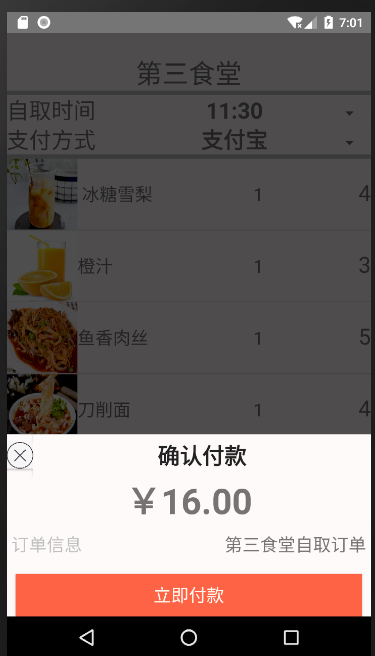 7:01
第三食堂
自取时间 11:30
支付方式 支付宝
冰糖雪梨 1 4
橙汁 1 3
鱼香肉丝 1 5
刀削面 1 4
确认付款
￥16.00
订单信息 第三食堂自取订单
立即付款